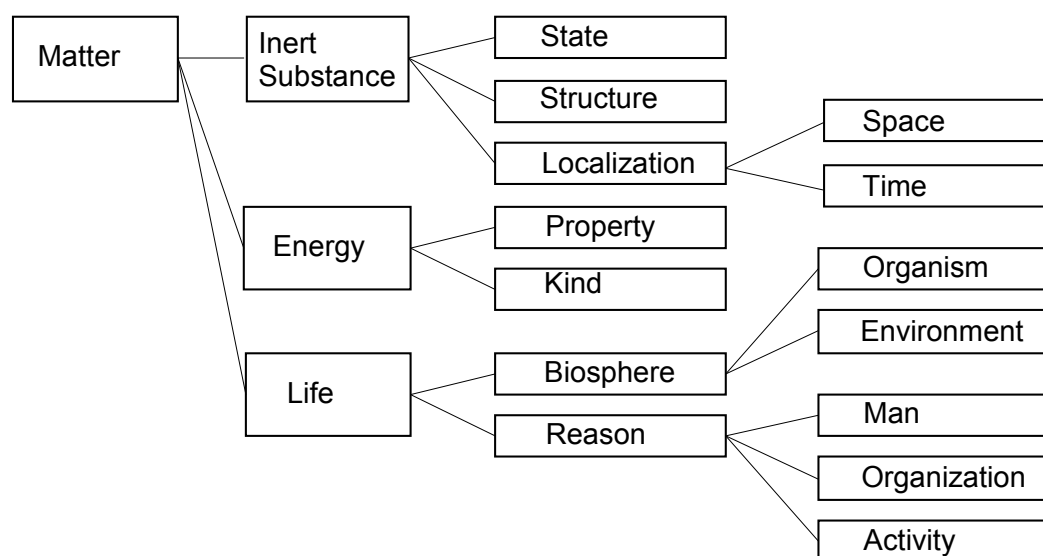 Matter
Inert
Substance
State
Structure
Localization
Space
Time
Energy
Property
Kind
Life
Biosphere
Organism
Environment
Reason
Man
Organization
Activity